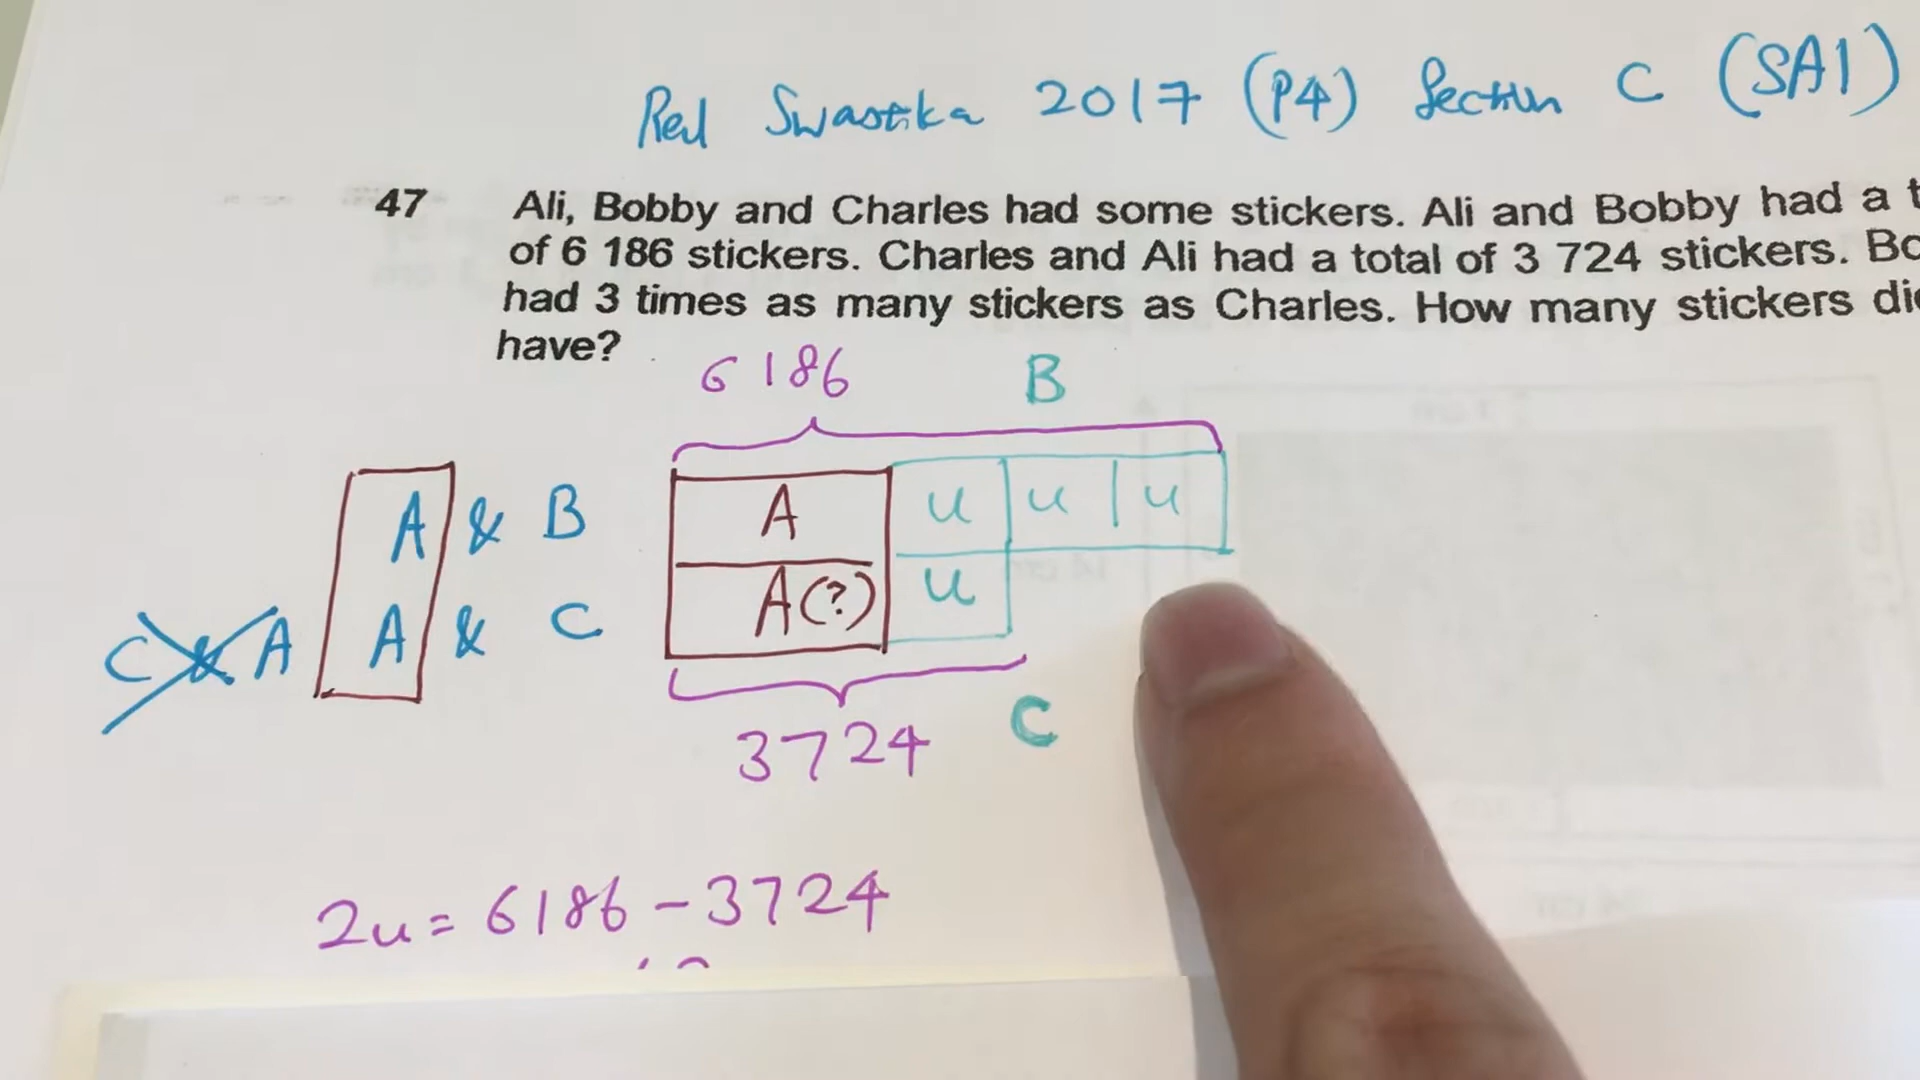 Red Swastika 2017 (P4) Section C (SA1)
47 Ali, Bobby and Charles had some stickers. Ali and Bobby had a t
of 6 186 stickers. Charles and Ali had a total of 3 724 stickers. Bo
had 3 times as many stickers as Charles. How many stickers di
have?
6186 B
A & B A u u u
C & A A & C A(?) u
3724 C
2u = 6186 - 3724